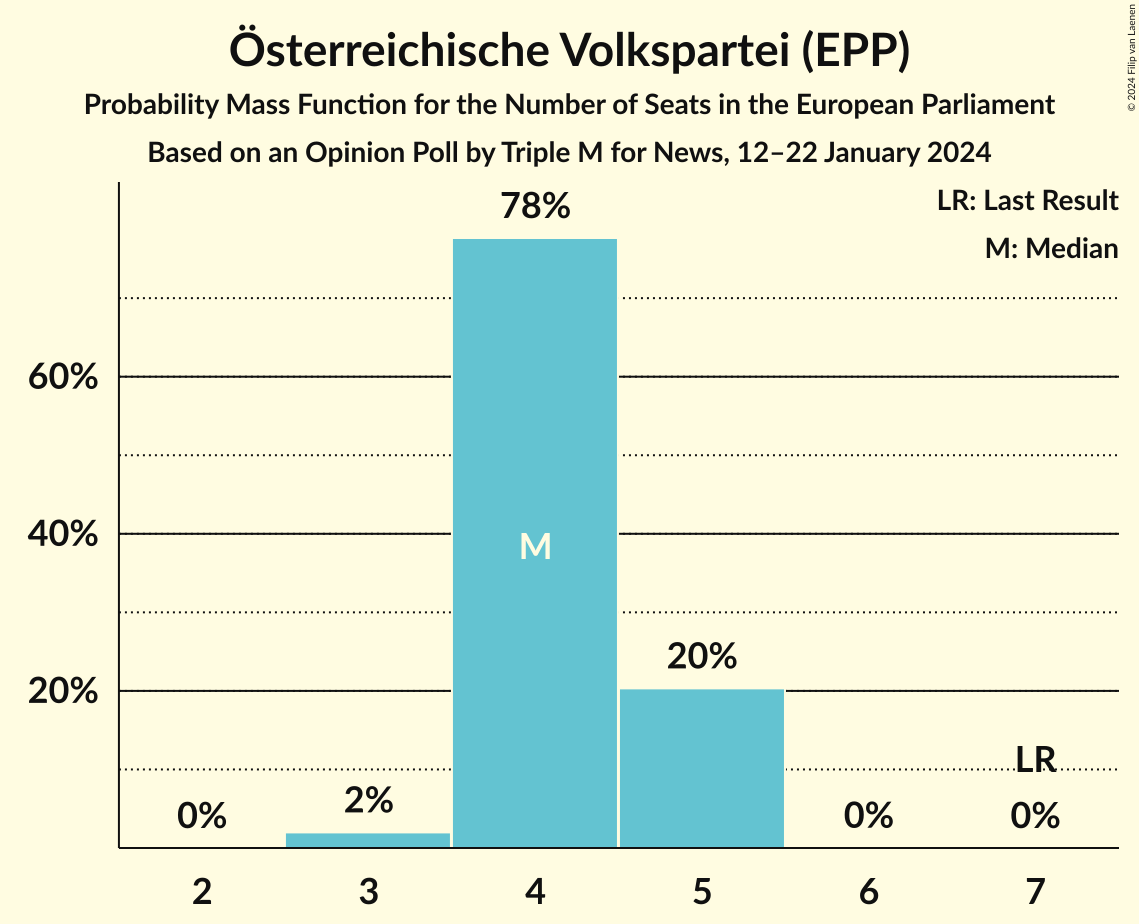 Österreichische Volkspartei (EPP)
Probability Mass Function for the Number of Seats in the European Parliament
Based on an Opinion Poll by Triple M for News, 12–22 January 2024
© 2024 Filip van Laenen
LR: Last Result
M: Median
78%
60%
40%
M
20%
20%
LR
0%
2%
0%
0%
2
3
4
5
6
7